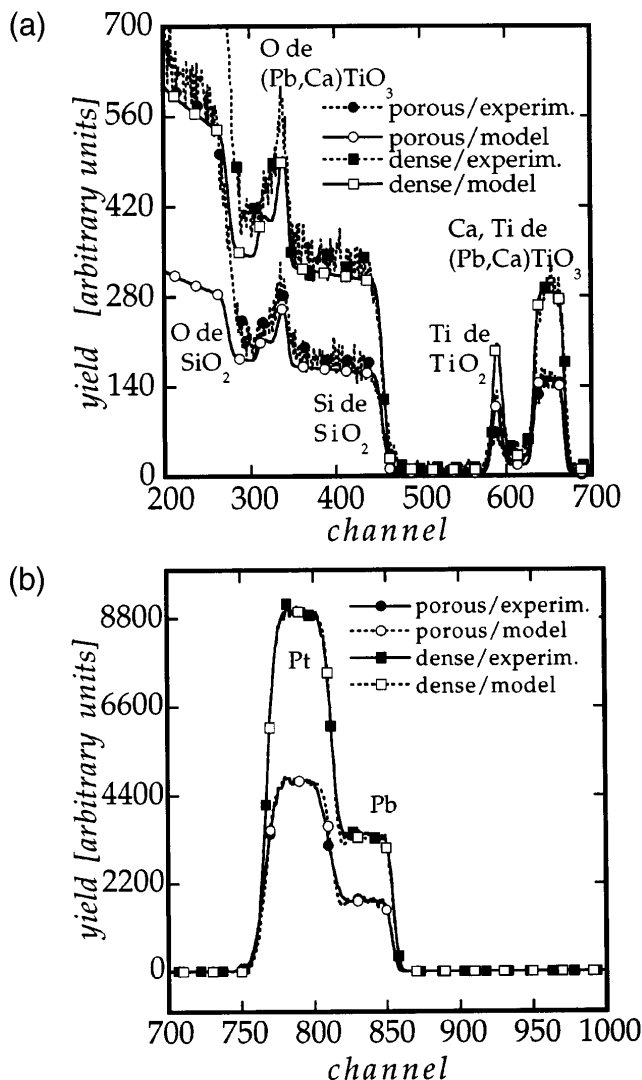 (a)
700
560
420
280
140
0
yield [arbitrary units]
O de
(Pb,Ca)TiO3
porous/experim.
porous/model
dense/experim.
dense/model
Ca, Ti de
(Pb,Ca)TiO3
O de
SiO2
Ti de
TiO2
Si de
SiO2
200 300 400 500 600 700
channel
(b)
8800
6600
4400
2200
0
yield [arbitrary units]
porous/experim.
porous/model
dense/experim.
dense/model
Pt
Pb
700 750 800 850 900 950 1000
channel